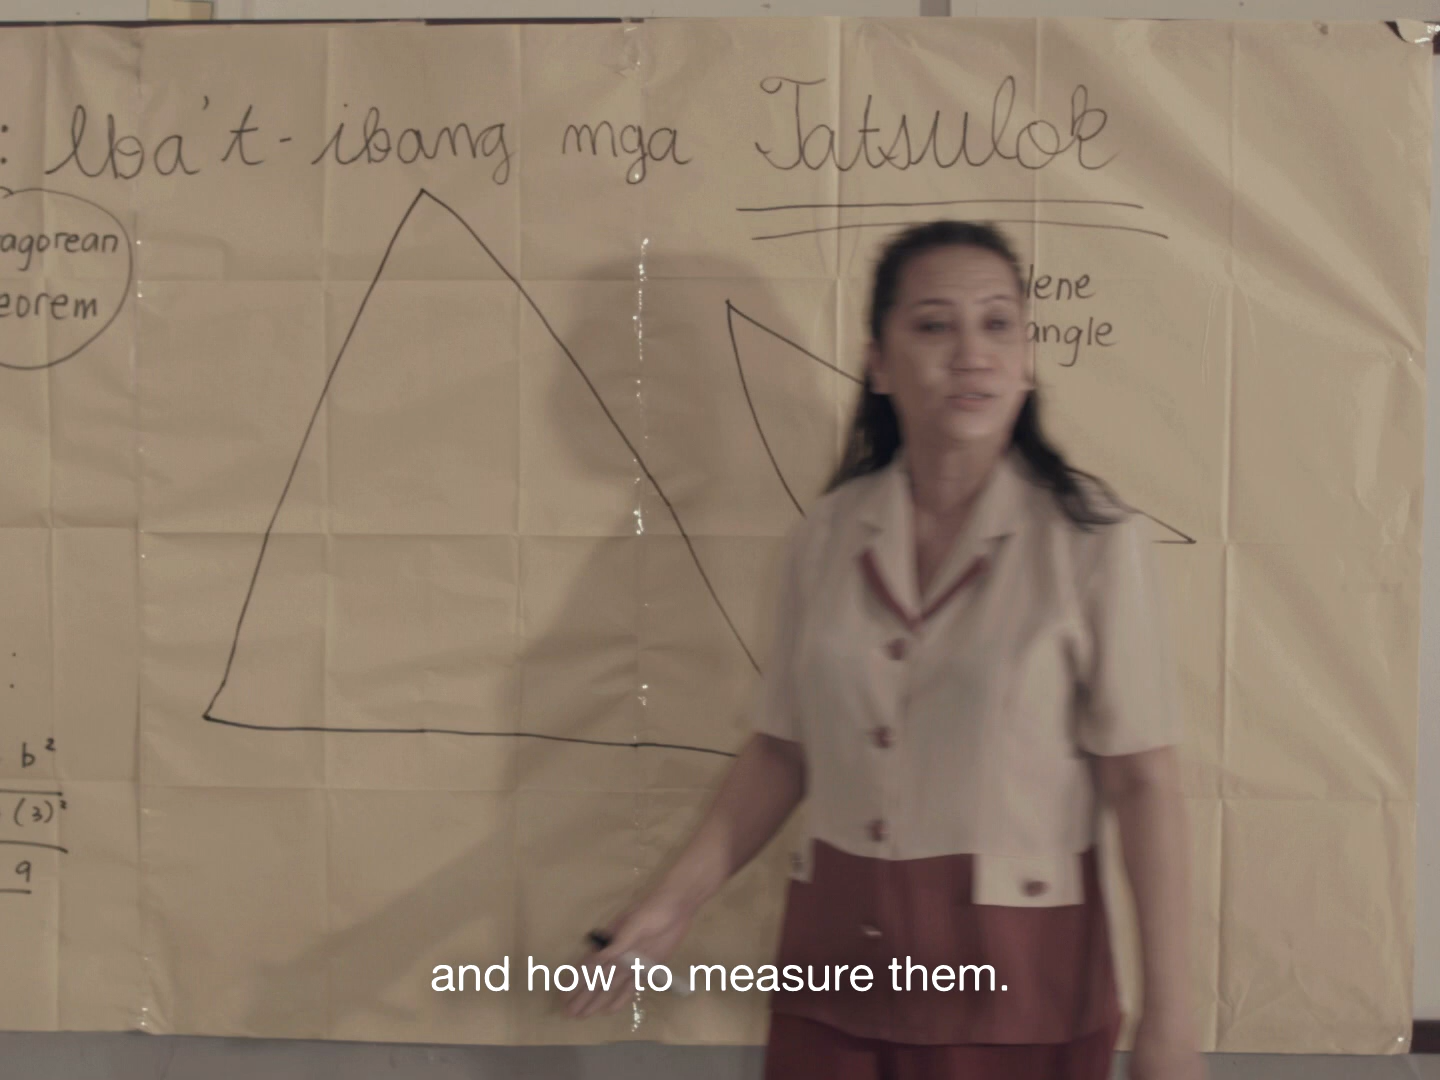 : Iba't-ibang mga Tatsulok
agorean
eorem
lene
angle
b²
(3)²
9
and how to measure them.